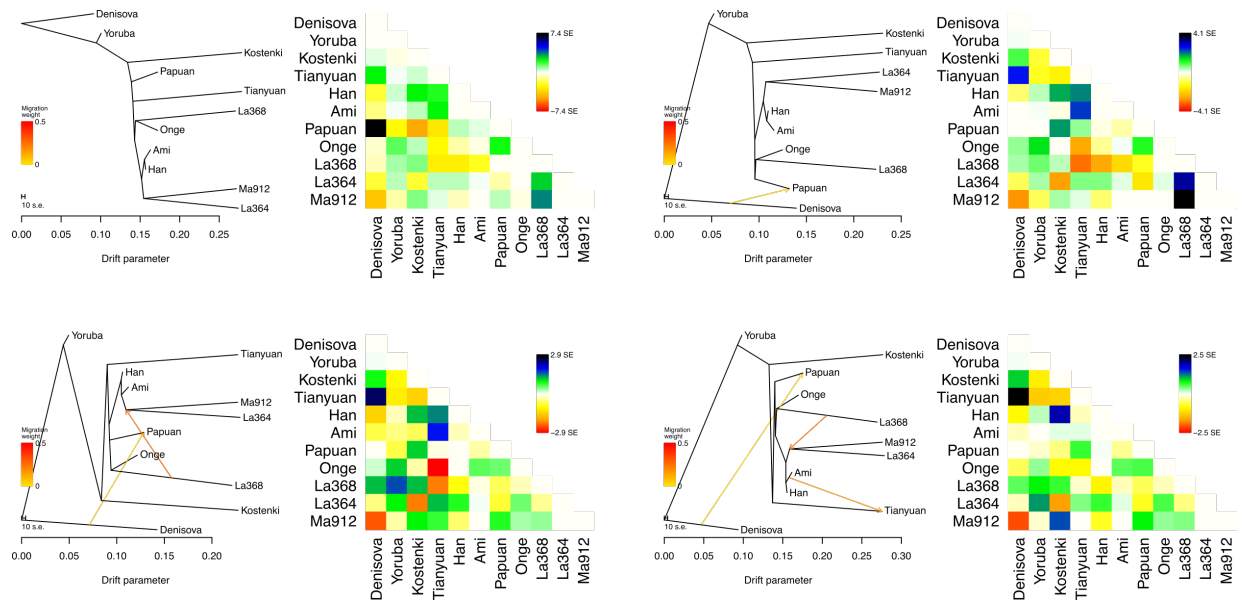 Denisova
Yoruba
Kostenki
Papuan
Tianyuan
La368
Onge
Ami
Han
Ma912
La364
Migration
weight
0.5
0
10 s.e.
0.00 0.05 0.10 0.15 0.20 0.25
Drift parameter
Denisova
Yoruba
Kostenki
Tianyuan
Han
Ami
Papuan
Onge
La368
La364
Ma912
7.4 SE
−7.4 SE
Denisova Yoruba Kostenki Tianyuan Han Ami Papuan Onge La368 La364 Ma912
Yoruba
Kostenki
Tianyuan
La364
Ma912
Han
Ami
Onge
La368
Papuan
Denisova
Migration
weight
0.5
0
10 s.e.
0.00 0.05 0.10 0.15 0.20 0.25
Drift parameter
Denisova
Yoruba
Kostenki
Tianyuan
Han
Ami
Papuan
Onge
La368
La364
Ma912
4.1 SE
−4.1 SE
Denisova Yoruba Kostenki Tianyuan Han Ami Papuan Onge La368 La364 Ma912
Yoruba
Tianyuan
Han
Ami
Ma912
La364
Papuan
Onge
La368
Kostenki
Denisova
Migration
weight
0.5
0
10 s.e.
0.00 0.05 0.10 0.15 0.20
Drift parameter
Denisova
Yoruba
Kostenki
Tianyuan
Han
Ami
Papuan
Onge
La368
La364
Ma912
2.9 SE
−2.9 SE
Denisova Yoruba Kostenki Tianyuan Han Ami Papuan Onge La368 La364 Ma912
Yoruba
Kostenki
Papuan
Onge
La368
Ma912
La364
Ami
Han
Tianyuan
Denisova
Migration
weight
0.5
0
10 s.e.
0.00 0.05 0.10 0.15 0.20 0.25 0.30
Drift parameter
Denisova
Yoruba
Kostenki
Tianyuan
Han
Ami
Papuan
Onge
La368
La364
Ma912
2.5 SE
−2.5 SE
Denisova Yoruba Kostenki Tianyuan Han Ami Papuan Onge La368 La364 Ma912